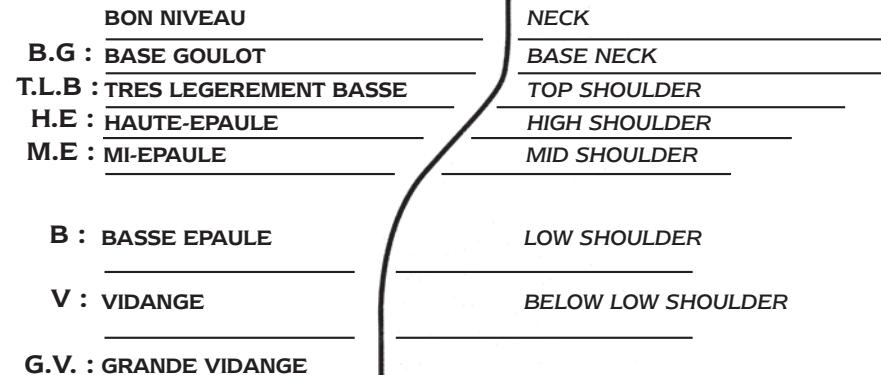 BON NIVEAU NECK
B.G : BASE GOULOT BASE NECK
T.L.B : TRES LEGEREMENT BASSE TOP SHOULDER
H.E : HAUTE-EPAULE HIGH SHOULDER
M.E : MI-EPAULE MID SHOULDER
B : BASSE EPAULE LOW SHOULDER
V : VIDANGE BELOW LOW SHOULDER
G.V. : GRANDE VIDANGE